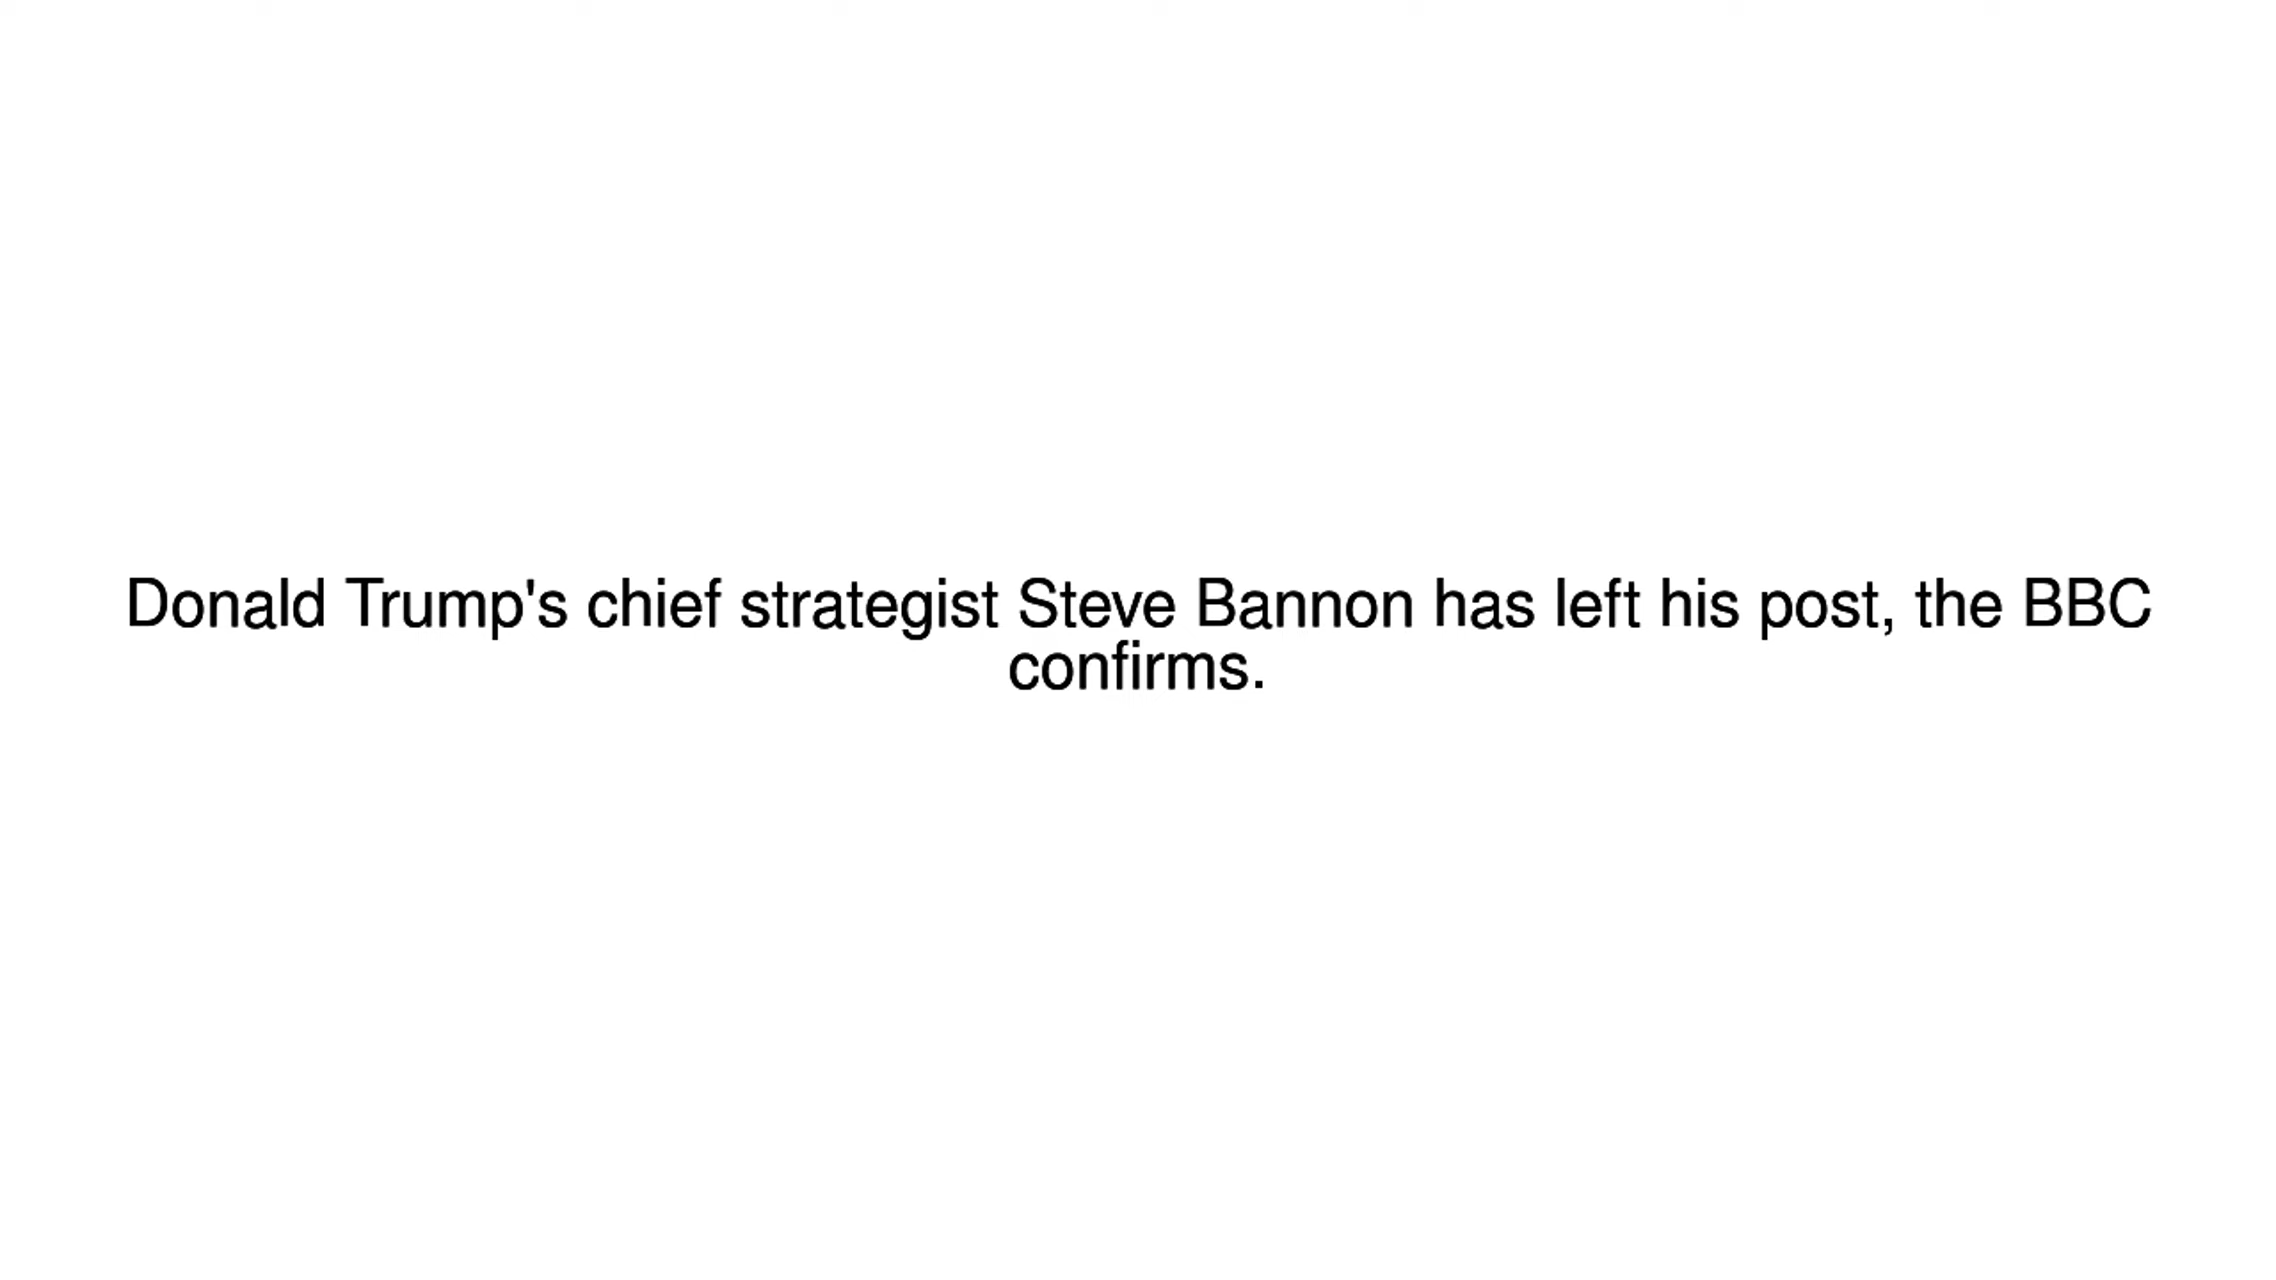 Donald Trump's chief strategist Steve Bannon has left his post, the BBC
confirms.